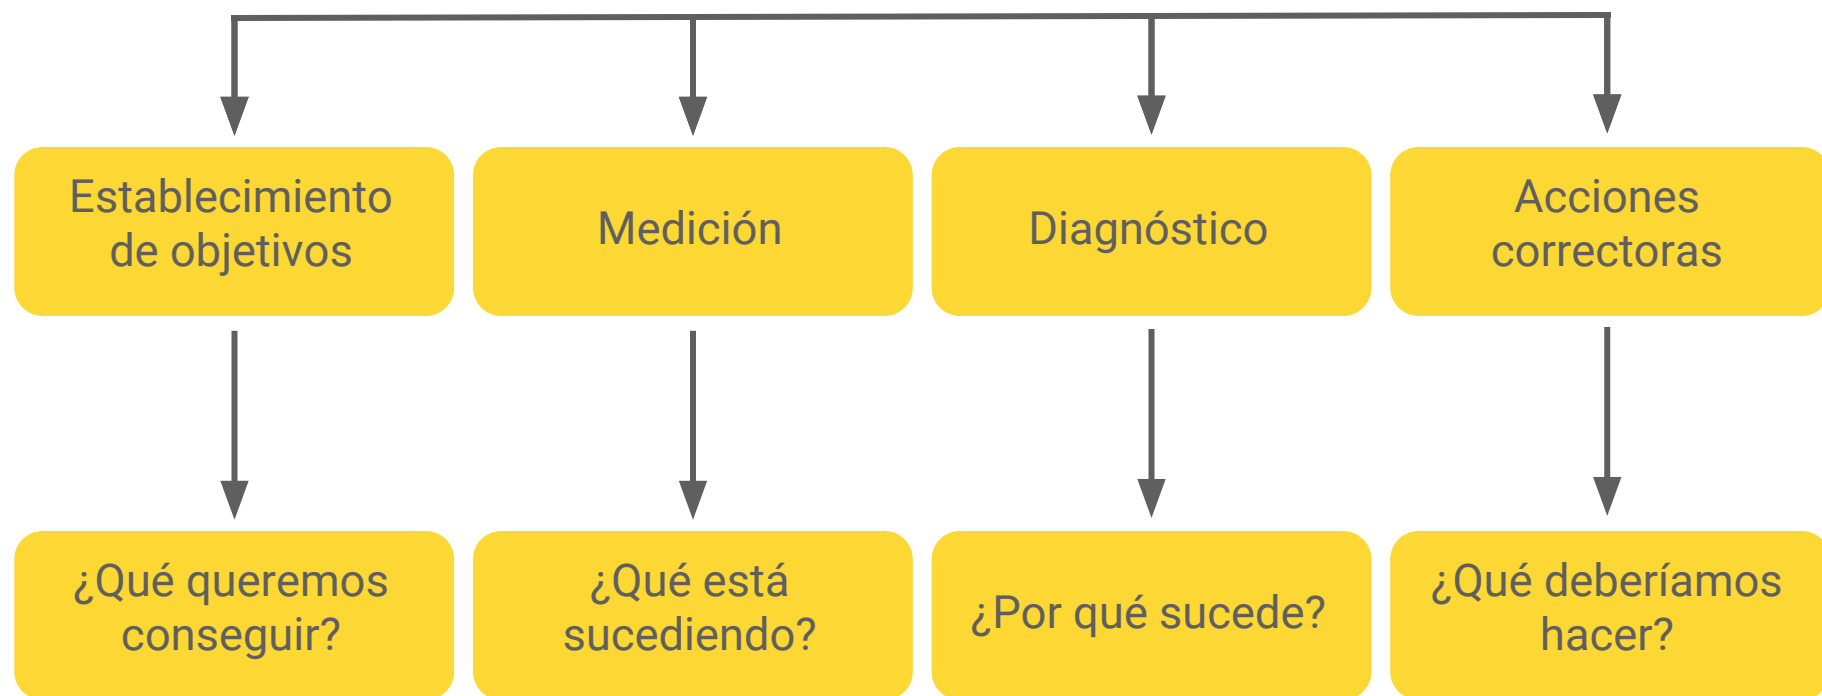 Establecimiento
de objetivos
Medición
Diagnóstico
Acciones
correctoras
¿Qué queremos
conseguir?
¿Qué está
sucediendo?
¿Por qué sucede?
¿Qué deberíamos
hacer?